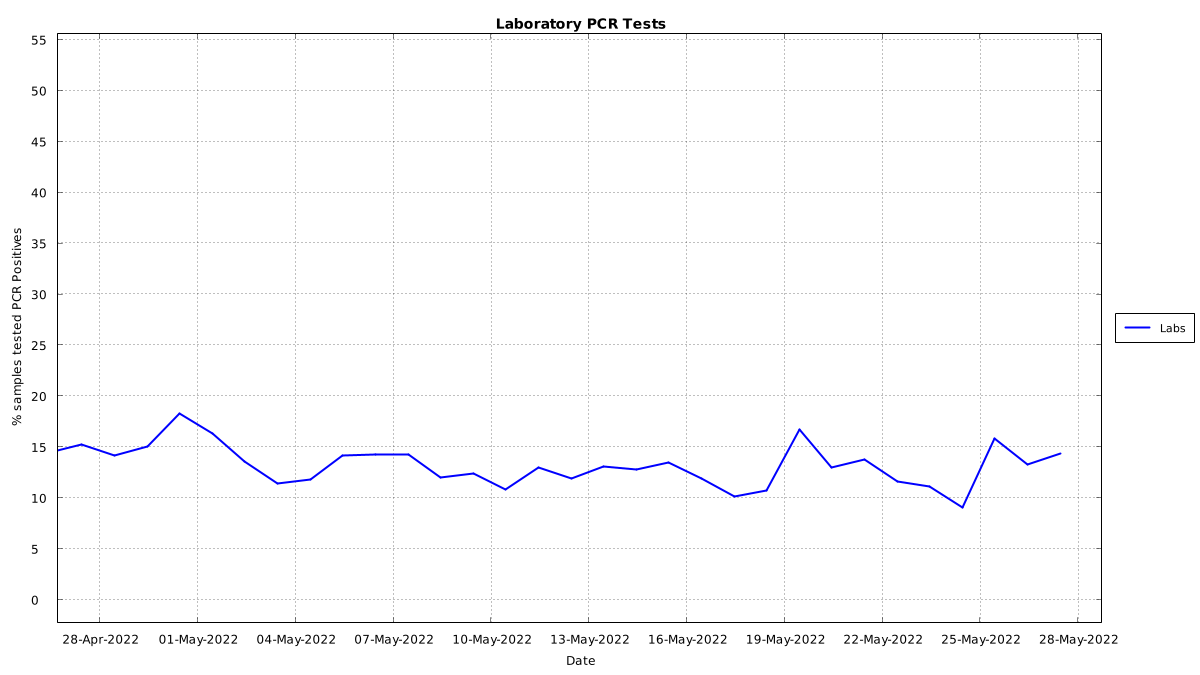 Laboratory PCR Tests
55
50
45
40
35
30
25
20
15
10
5
0
% samples tested PCR Positives
28-Apr-2022 01-May-2022 04-May-2022 07-May-2022 10-May-2022 13-May-2022 16-May-2022 19-May-2022 22-May-2022 25-May-2022 28-May-2022
Date
Labs